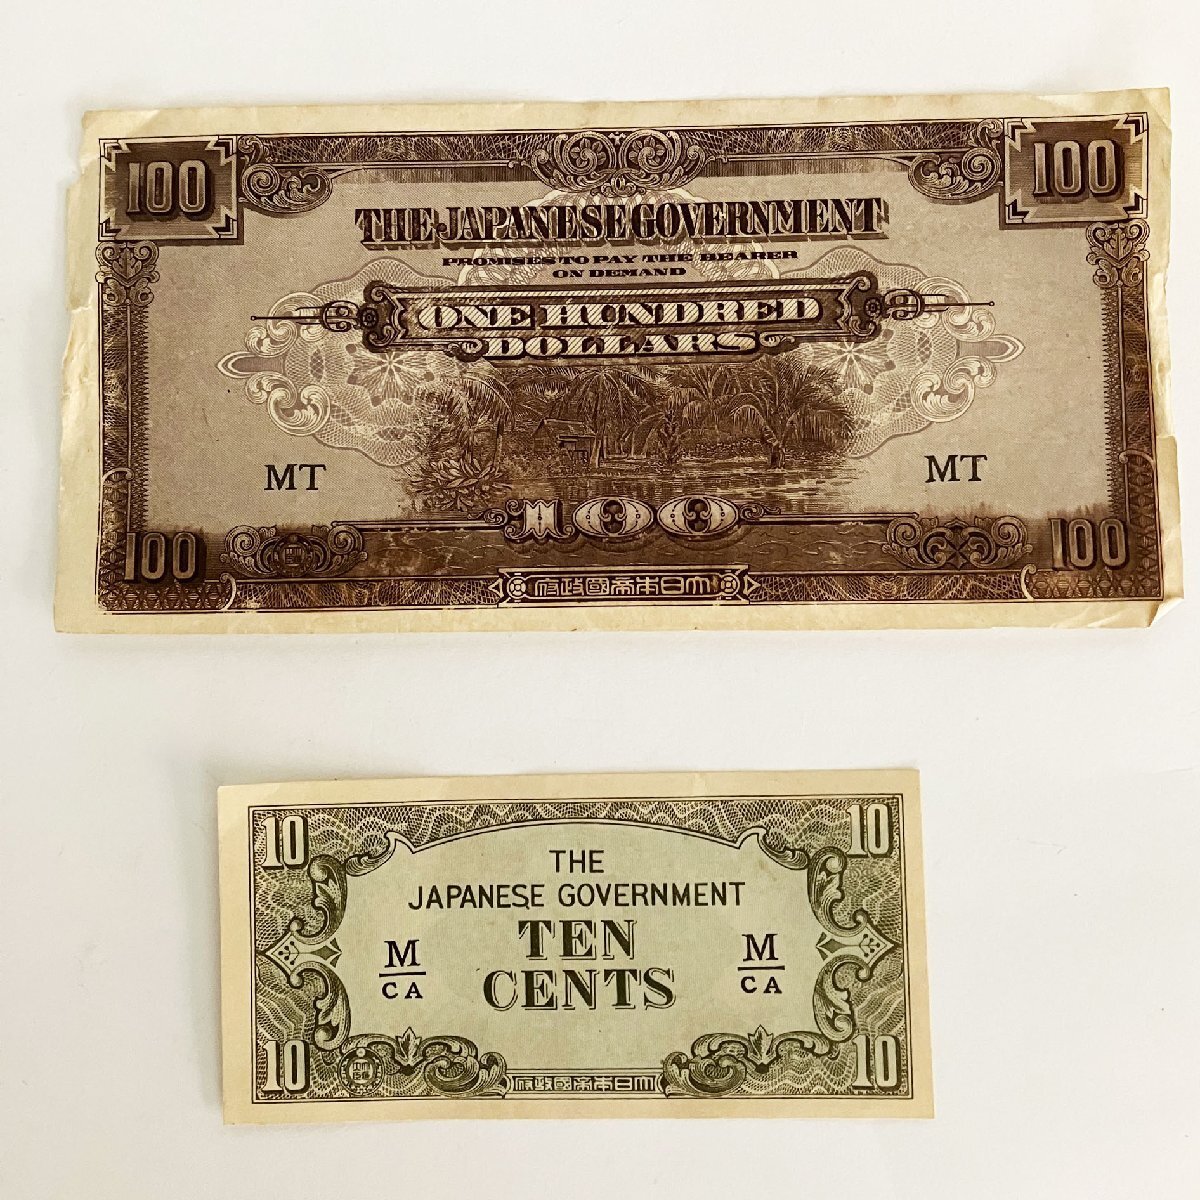 100 100
THE JAPANESE GOVERNMENT
PROMISES TO PAY THE BEARER
ON DEMAND
ONE HUNDRED
DOLLARS
MT MT
100
100 100
府政國帝本日大
10 10
THE
JAPANESE GOVERNMENT
TEN
CENTS
M M
CA CA
10 10
府政國帝本日大